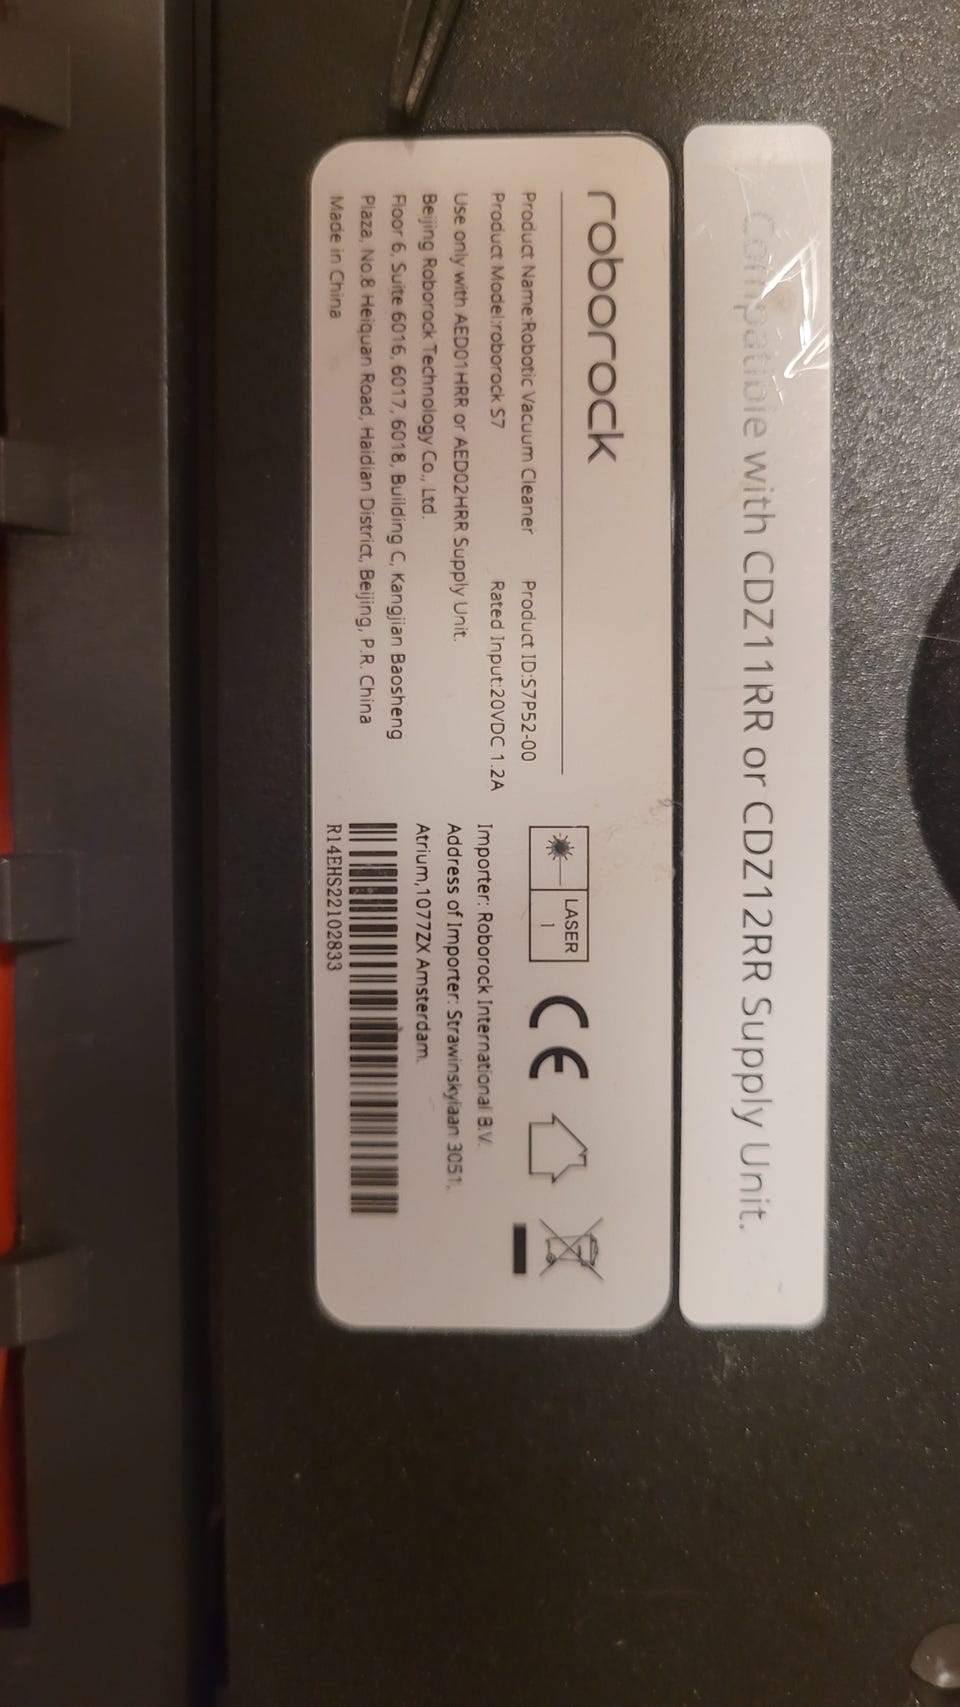 Compatible with CDZ11RR or CDZ12RR Supply Unit.
roborock
Product Name:Robotic Vacuum Cleaner Product ID:S7P52-00
Product Model:roborock S7 Rated Input:20VDC 1.2A
Use only with AED01HRR or AED02HRR Supply Unit.
Beijing Roborock Technology Co., Ltd.
Floor 6, Suite 6016, 6017, 6018, Building C, Kangjian Baosheng
Plaza, No.8 Heiquan Road, Haidian District, Beijing, P.R. China
Made in China
LASER
1
CE
Importer: Roborock International B.V.
Address of Importer: Strawinskylaan 3051,
Atrium,1077ZX Amsterdam.
R14EHS22102833